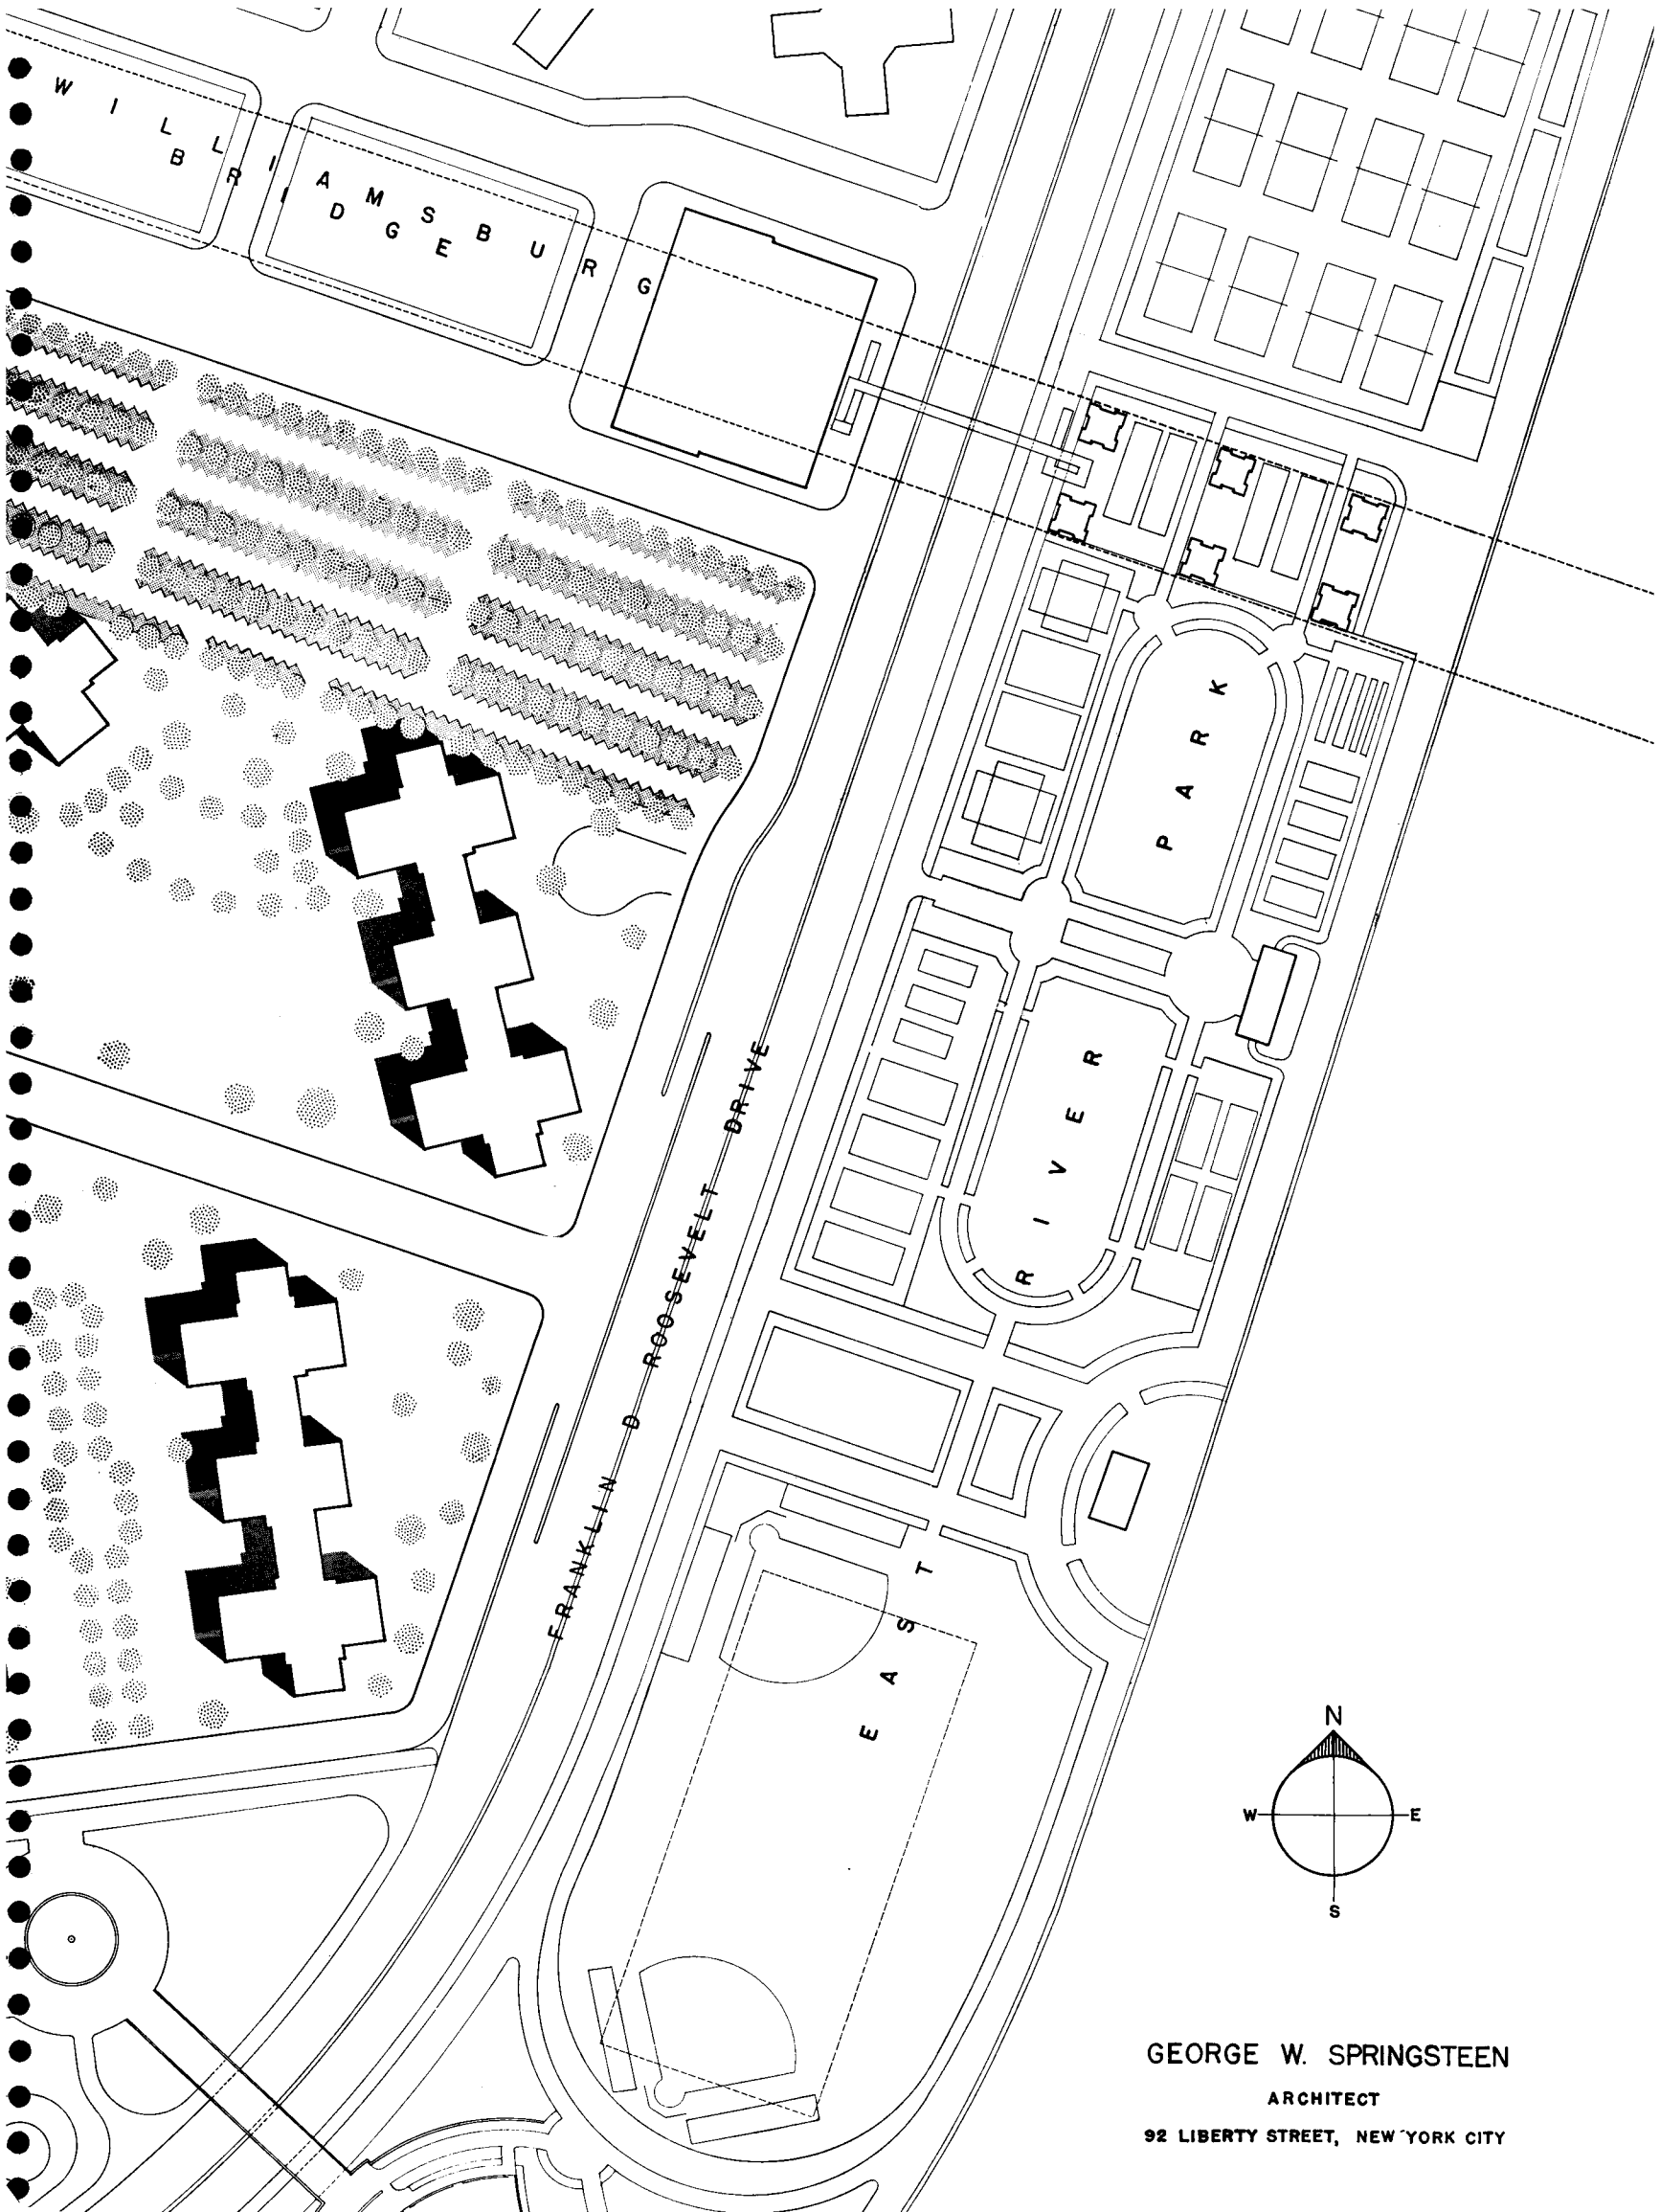 WILLIAMSBURG
BRIDGE
EAST RIVER PARK
FRANKLIN D ROOSEVELT DRIVE
N
W E
S
GEORGE W. SPRINGSTEEN
ARCHITECT
92 LIBERTY STREET, NEW YORK CITY